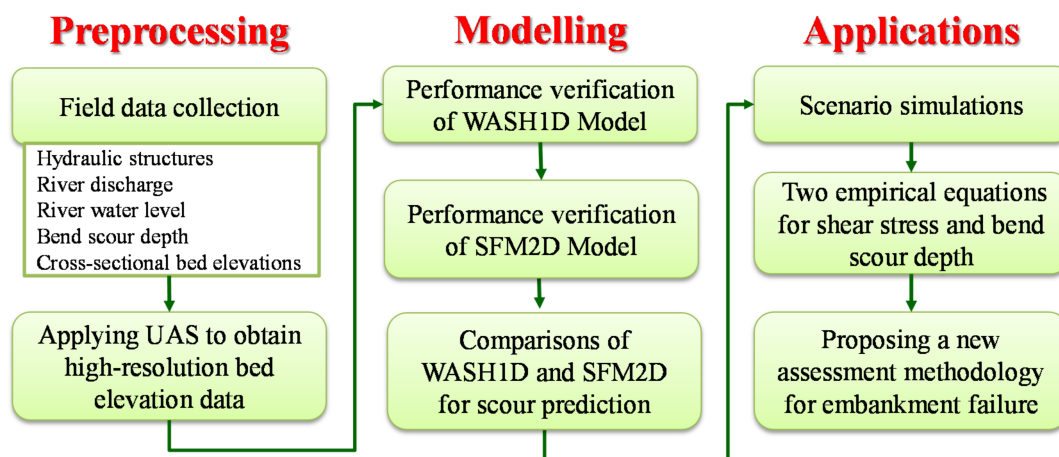 Preprocessing
Field data collection
Hydraulic structures
River discharge
River water level
Bend scour depth
Cross-sectional bed elevations
Applying UAS to obtain
high-resolution bed
elevation data
Modelling
Performance verification
of WASH1D Model
Performance verification
of SFM2D Model
Comparisons of
WASH1D and SFM2D
for scour prediction
Applications
Scenario simulations
Two empirical equations
for shear stress and bend
scour depth
Proposing a new
assessment methodology
for embankment failure